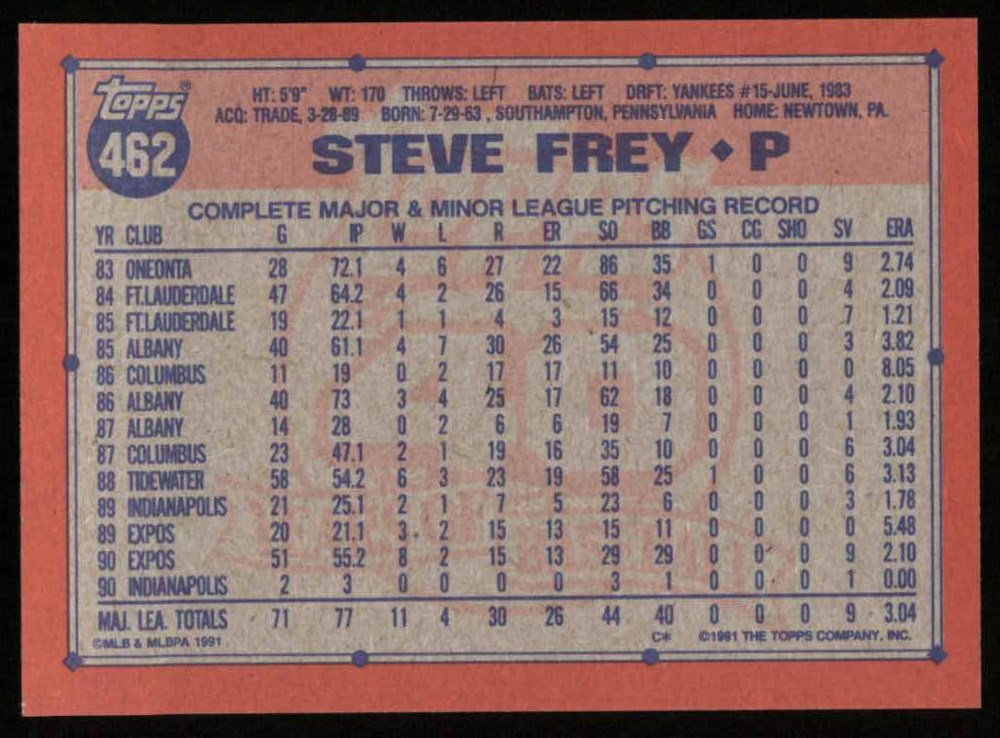 topps®
462
HT: 5'9" WT: 170 THROWS: LEFT BATS: LEFT DRFT: YANKEES #15-JUNE, 1983
ACQ: TRADE, 3-28-89 BORN: 7-29-63, SOUTHAMPTON, PENNSYLVANIA HOME: NEWTOWN, PA.
STEVE FREY ♦ P
COMPLETE MAJOR & MINOR LEAGUE PITCHING RECORD
YR CLUB G IP W L R ER SO BB GS CG SHO SV ERA
83 ONEONTA 28 72.1 4 6 27 22 86 35 1 0 0 9 2.74
84 FT.LAUDERDALE 47 64.2 4 2 26 15 66 34 0 0 0 4 2.09
85 FT.LAUDERDALE 19 22.1 1 1 4 3 15 12 0 0 0 7 1.21
85 ALBANY 40 61.1 4 7 30 26 54 25 0 0 0 3 3.82
86 COLUMBUS 11 19 0 2 17 17 11 10 0 0 0 0 8.05
86 ALBANY 40 73 3 4 25 17 62 18 0 0 0 4 2.10
87 ALBANY 14 28 0 2 6 6 19 7 0 0 0 1 1.93
87 COLUMBUS 23 47.1 2 1 19 16 35 10 0 0 0 6 3.04
88 TIDEWATER 58 54.2 6 3 23 19 58 25 1 0 0 6 3.13
89 INDIANAPOLIS 21 25.1 2 1 7 5 23 6 0 0 0 3 1.78
89 EXPOS 20 21.1 3 2 15 13 15 11 0 0 0 0 5.48
90 EXPOS 51 55.2 8 2 15 13 29 29 0 0 0 9 2.10
90 INDIANAPOLIS 2 3 0 0 0 0 3 1 0 0 0 1 0.00
MAJ. LEA. TOTALS 71 77 11 4 30 26 44 40 0 0 0 9 3.04
©MLB & MLBPA 1991 C* ©1991 THE TOPPS COMPANY, INC.
40
YEARS OF BASEBALL